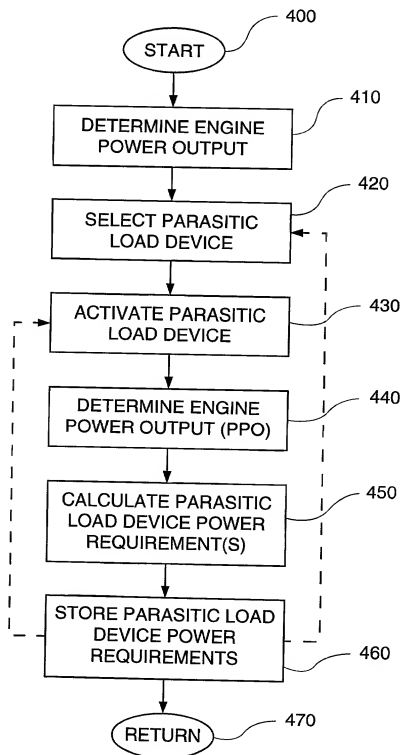 400
START
410
DETERMINE ENGINE
POWER OUTPUT
420
SELECT PARASITIC
LOAD DEVICE
430
ACTIVATE PARASITIC
LOAD DEVICE
440
DETERMINE ENGINE
POWER OUTPUT (PPO)
450
CALCULATE PARASITIC
LOAD DEVICE POWER
REQUIREMENT(S)
STORE PARASITIC LOAD
DEVICE POWER
REQUIREMENTS
460
RETURN
470